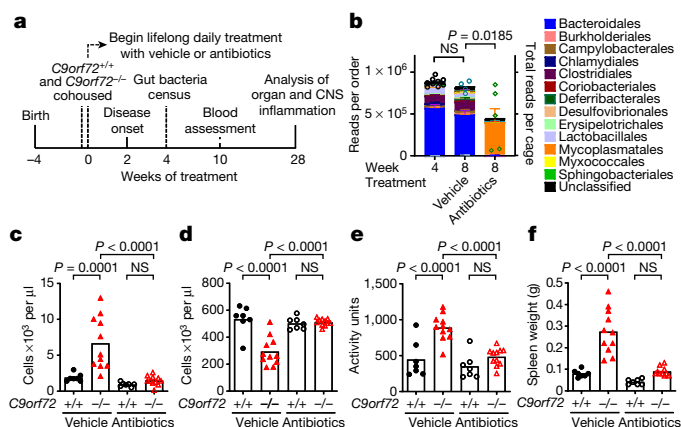 a
Begin lifelong daily treatment
with vehicle or antibiotics
C9orf72+/+
and C9orf72−/−
cohoused
Gut bacteria
census
Analysis of
organ and CNS
inflammation
Birth
Disease
onset
Blood
assessment
−4 0 2 4 10 28
Weeks of treatment
b
P = 0.0185
NS
1 × 10⁶
5 × 10⁵
0
Reads per order
Total reads per cage
Week 4 8 8
Treatment Vehicle Antibiotics
Bacteroidales
Burkholderiales
Campylobacterales
Chlamydiales
Clostridiales
Coriobacteriales
Deferribacterales
Desulfovibrionales
Erysipelotrichales
Lactobacillales
Mycoplasmatales
Myxococcales
Sphingobacteriales
Unclassified
c
P < 0.0001
P = 0.0001 NS
15
10
5
0
Cells ×10³ per µl
C9orf72 +/+ −/− +/+ −/−
Vehicle Antibiotics
d
P < 0.0001
P < 0.0001 NS
800
600
400
200
0
Cells ×10³ per µl
+/+ −/− +/+ −/−
Vehicle Antibiotics
e
P < 0.0001
P < 0.0001 NS
1,500
1,000
500
0
Activity units
+/+ −/− +/+ −/−
Vehicle Antibiotics
f
P < 0.0001
P < 0.0001 NS
0.5
0.4
0.3
0.2
0.1
0
Spleen weight (g)
C9orf72 +/+ −/− +/+ −/−
Vehicle Antibiotics